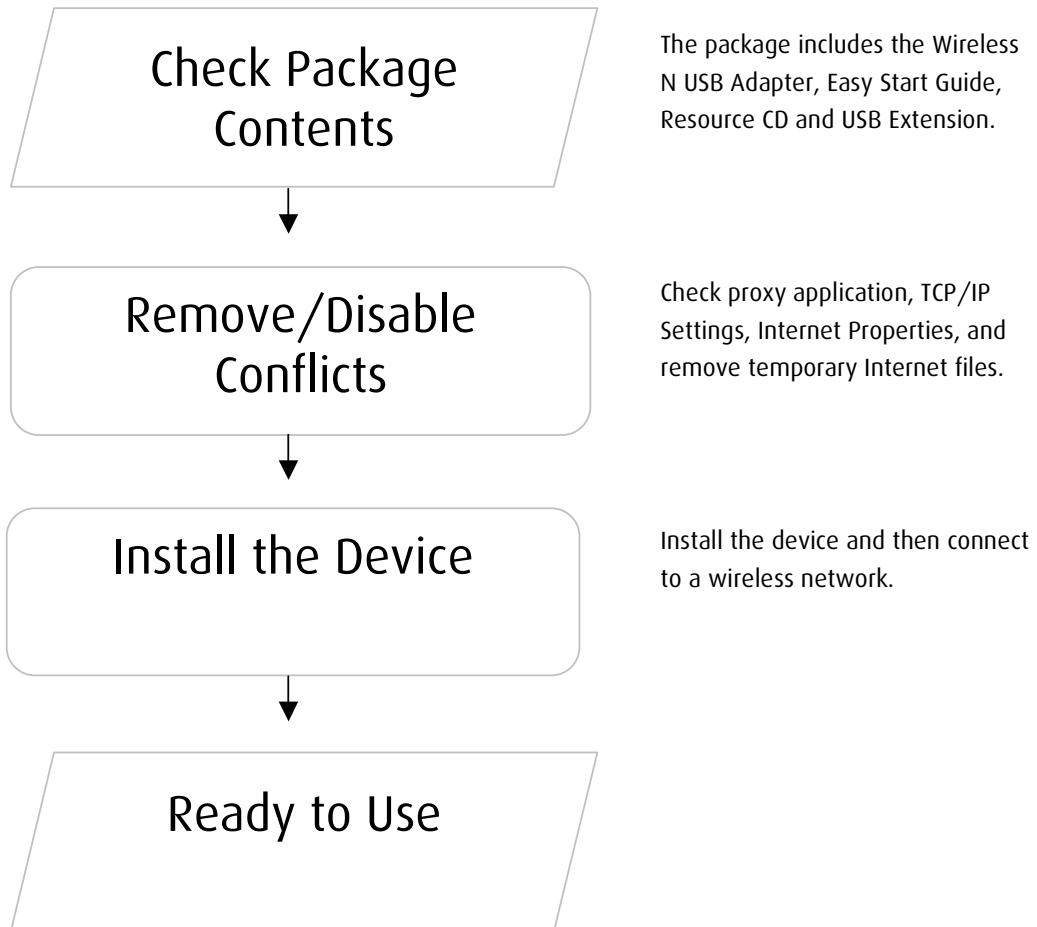 Check Package
Contents
The package includes the Wireless
N USB Adapter, Easy Start Guide,
Resource CD and USB Extension.
Remove/Disable
Conflicts
Check proxy application, TCP/IP
Settings, Internet Properties, and
remove temporary Internet files.
Install the Device
Install the device and then connect
to a wireless network.
Ready to Use